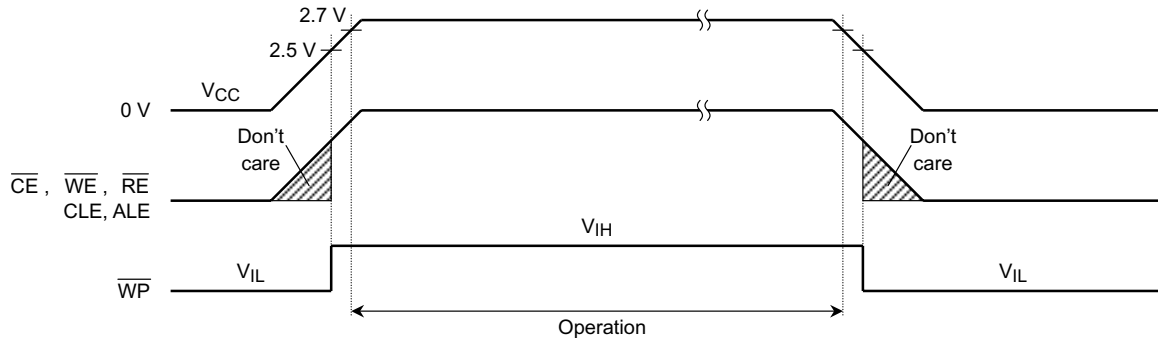 2.7 V
2.5 V
0 V
VCC
Don't
care
Don't
care
CE , WE , RE
CLE, ALE
VIH
WP
VIL
VIL
Operation